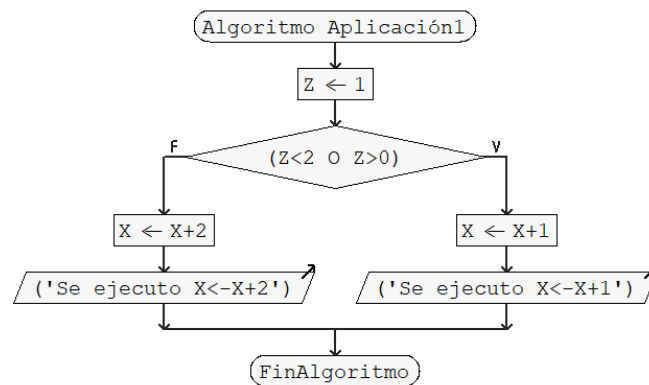 Algoritmo Aplicación1
Z ← 1
F
(Z<2 O Z>0)
V
X ← X+2
X ← X+1
('Se ejecuto X<-X+2')
('Se ejecuto X<-X+1')
FinAlgoritmo